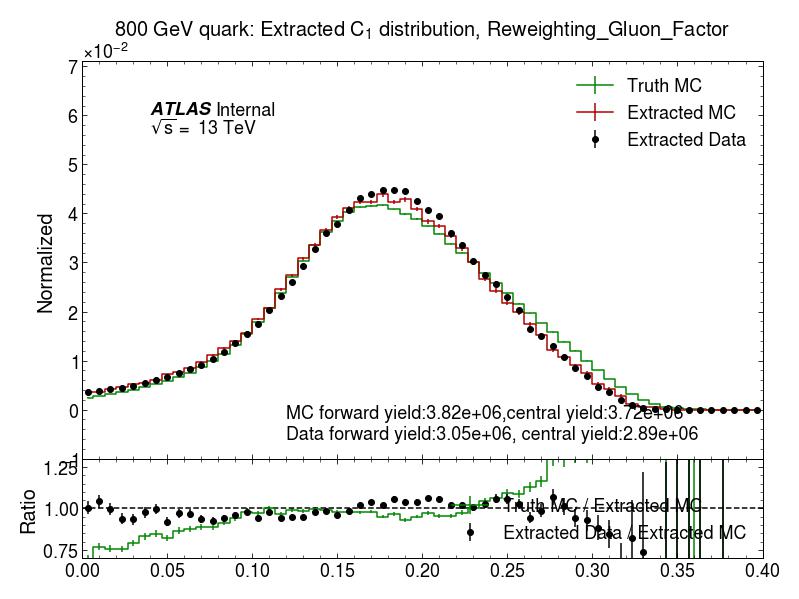 800 GeV quark: Extracted C₁ distribution, Reweighting_Gluon_Factor
×10⁻²
7
6
5
4
3
2
1
0
1
Normalized
ATLAS Internal
√s = 13 TeV
Truth MC
Extracted MC
Extracted Data
MC forward yield:3.82e+06,central yield:3.72e+06
Data forward yield:3.05e+06, central yield:2.89e+06
1.25
1.00
0.75
Ratio
Truth MC / Extracted MC
Extracted Data / Extracted MC
0.00 0.05 0.10 0.15 0.20 0.25 0.30 0.35 0.40